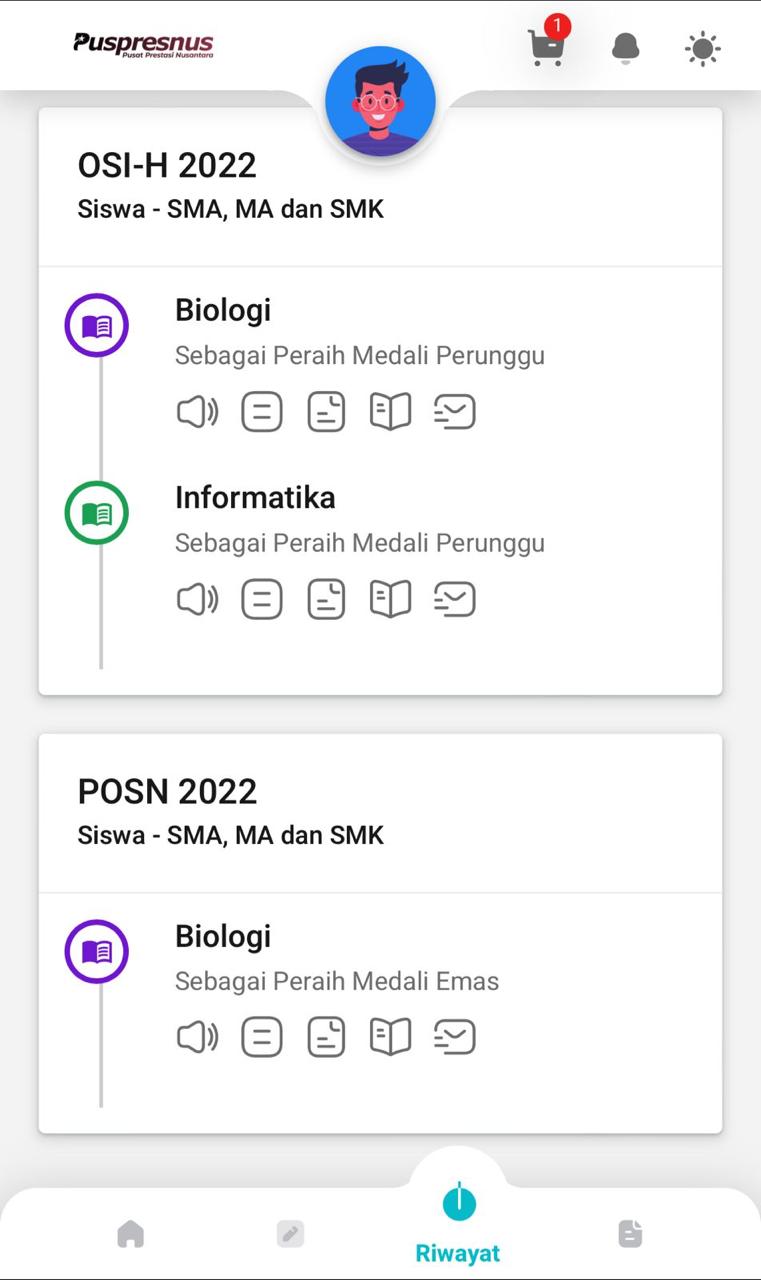 Puspresnus
Pusat Prestasi Nusantara
1
OSI-H 2022
Siswa - SMA, MA dan SMK
Biologi
Sebagai Peraih Medali Perunggu
Informatika
Sebagai Peraih Medali Perunggu
POSN 2022
Siswa - SMA, MA dan SMK
Biologi
Sebagai Peraih Medali Emas
Riwayat